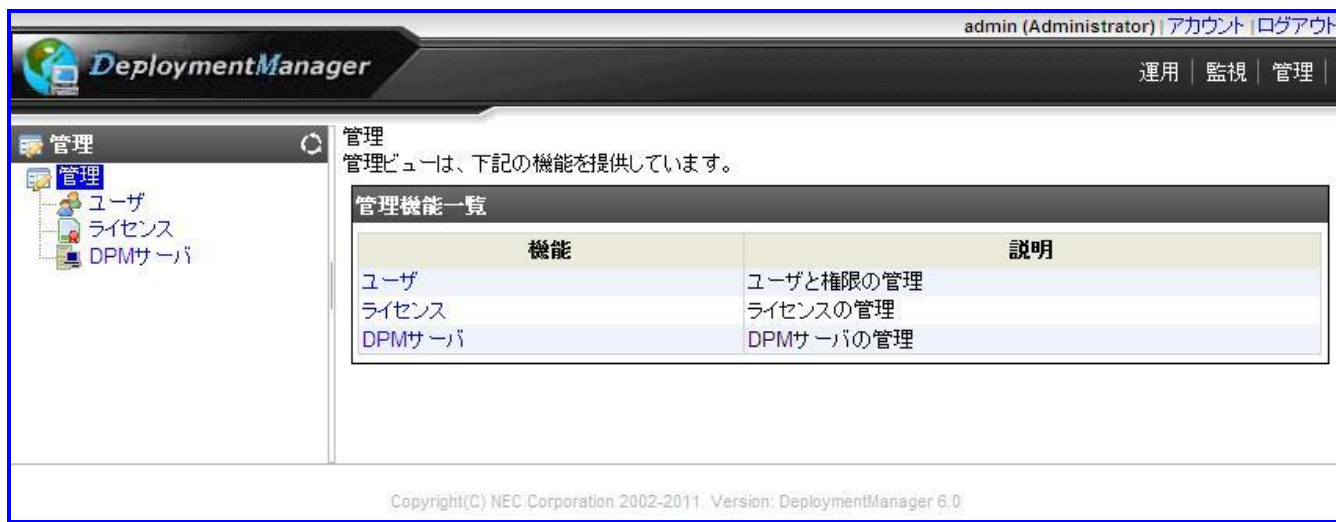 admin (Administrator) | アカウント | ログアウト
DeploymentManager
運用 | 監視 | 管理 |
管理
管理
ユーザ
ライセンス
DPMサーバ
管理
管理ビューは、下記の機能を提供しています。
管理機能一覧
機能 説明
ユーザ ユーザと権限の管理
ライセンス ライセンスの管理
DPMサーバ DPMサーバの管理
Copyright(C) NEC Corporation 2002-2011. Version: DeploymentManager 6.0